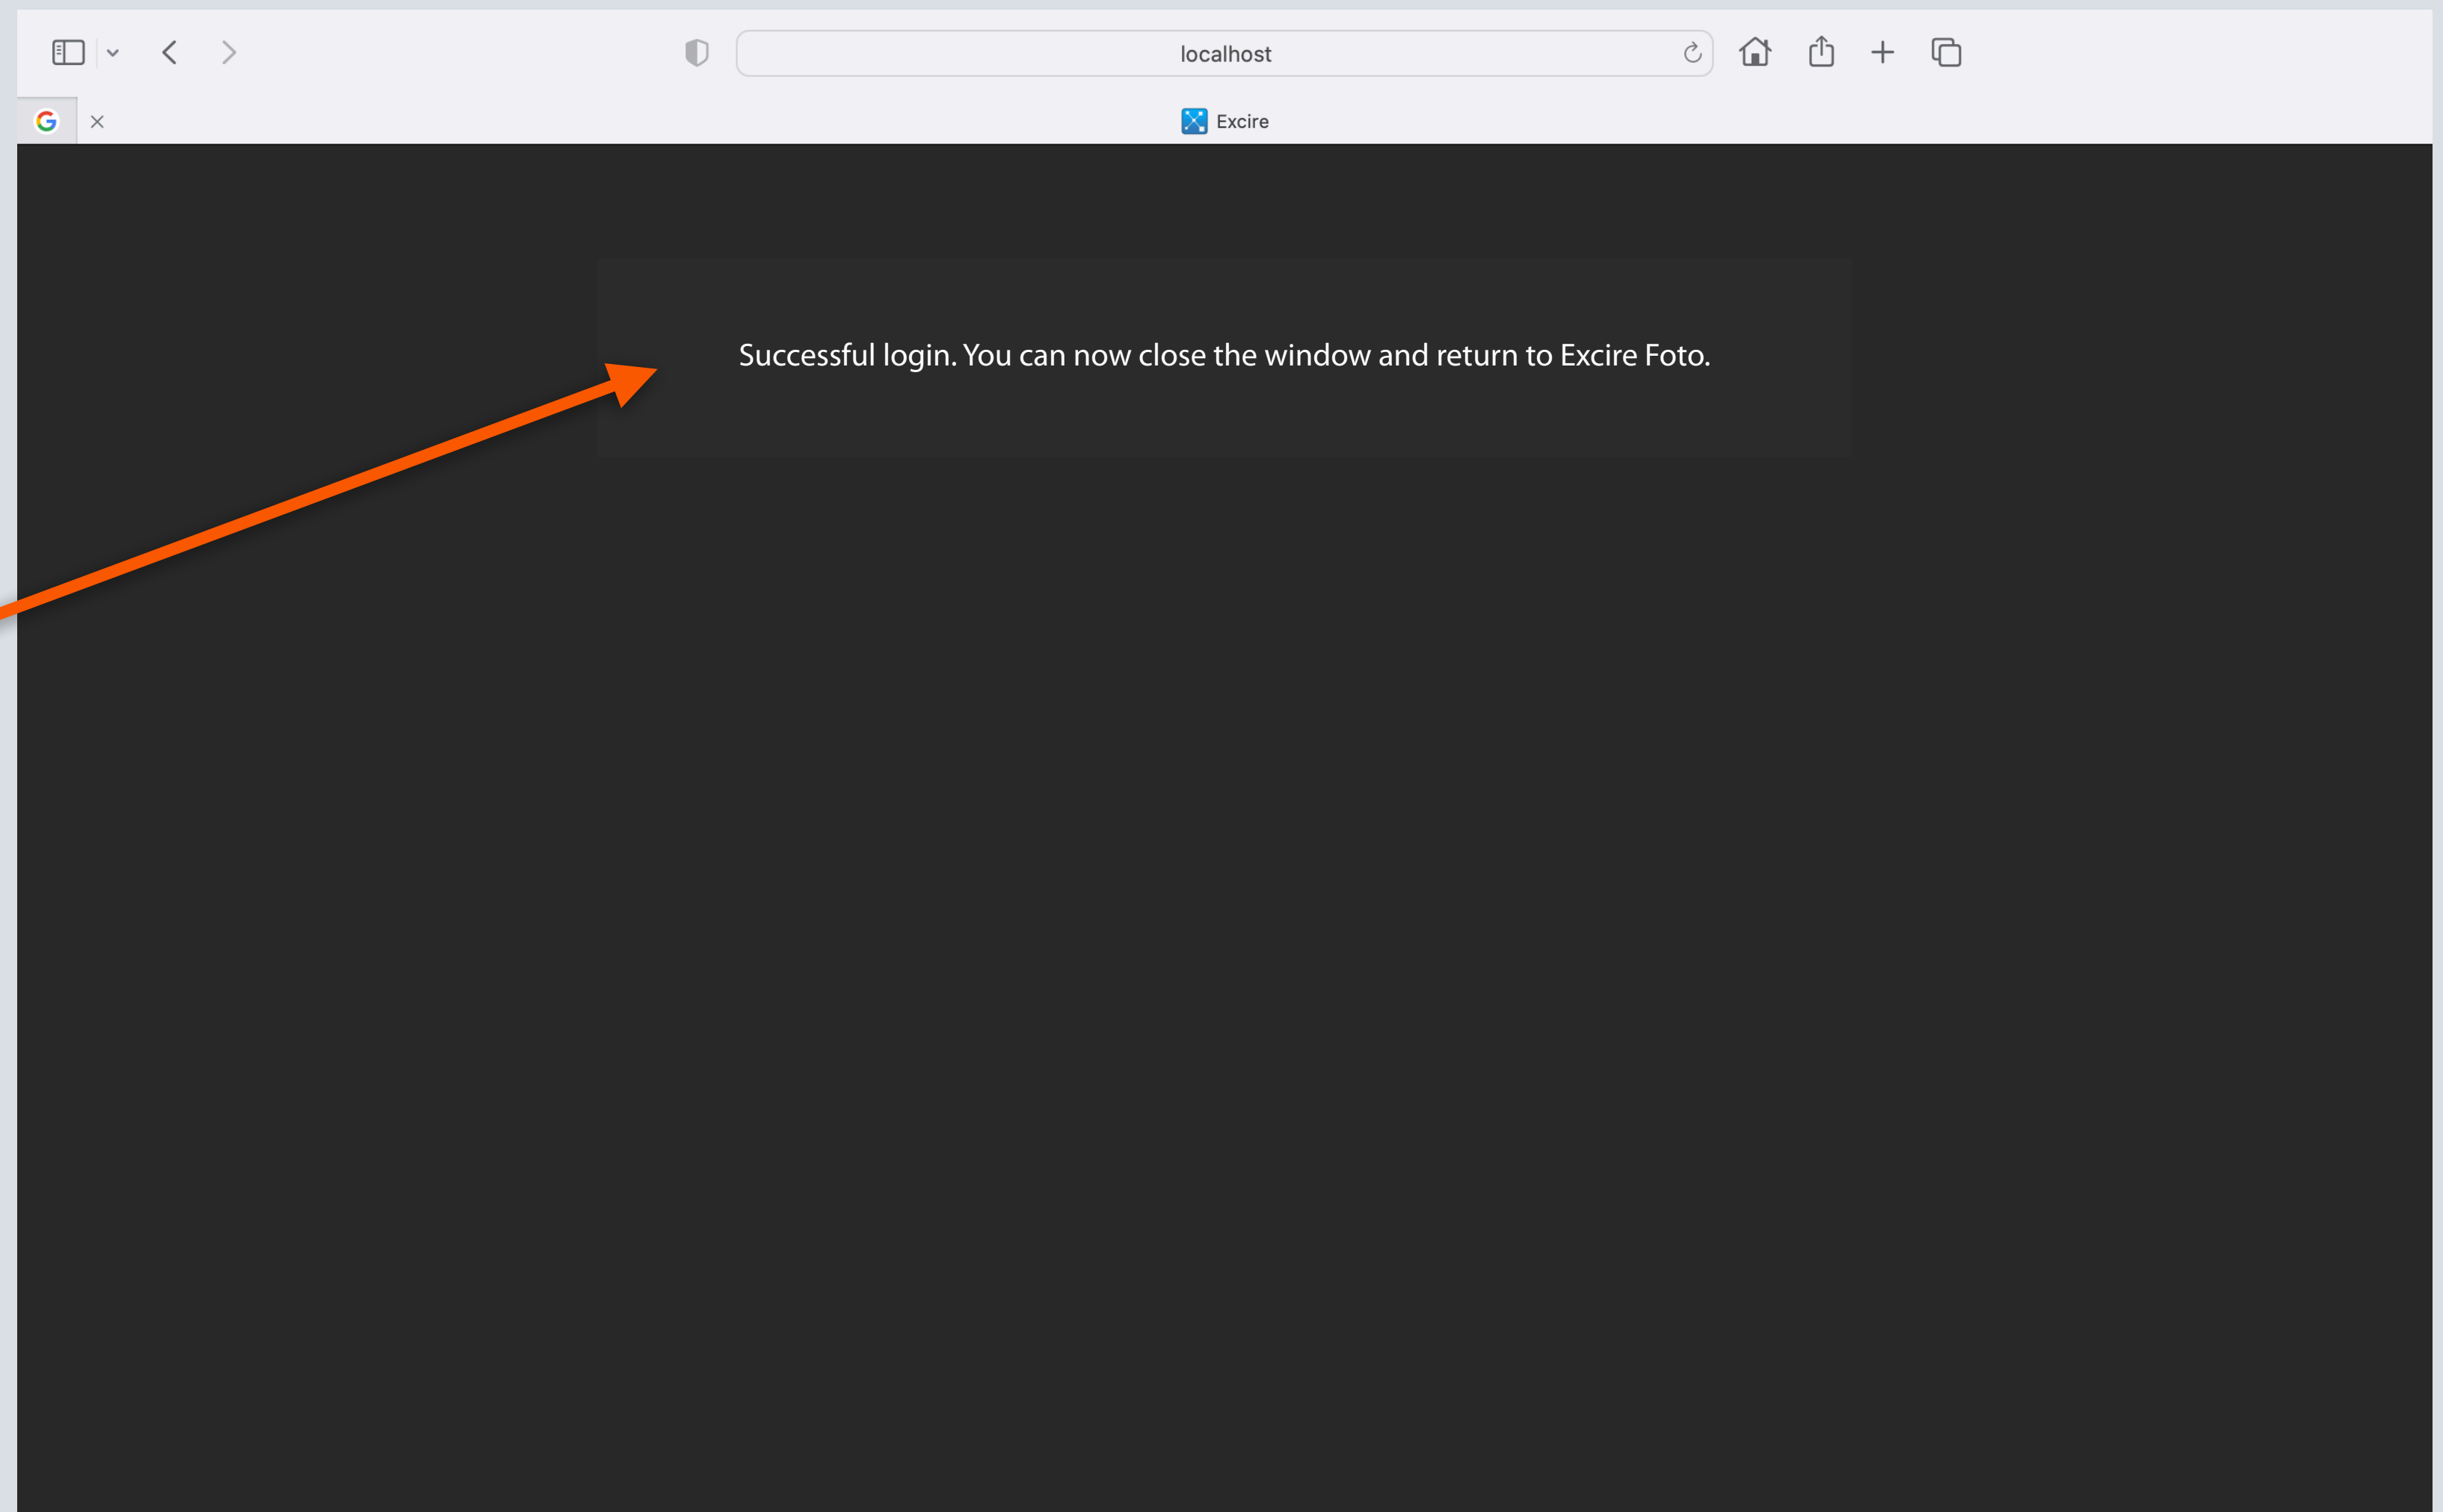 localhost
Excire
Successful login. You can now close the window and return to Excire Foto.